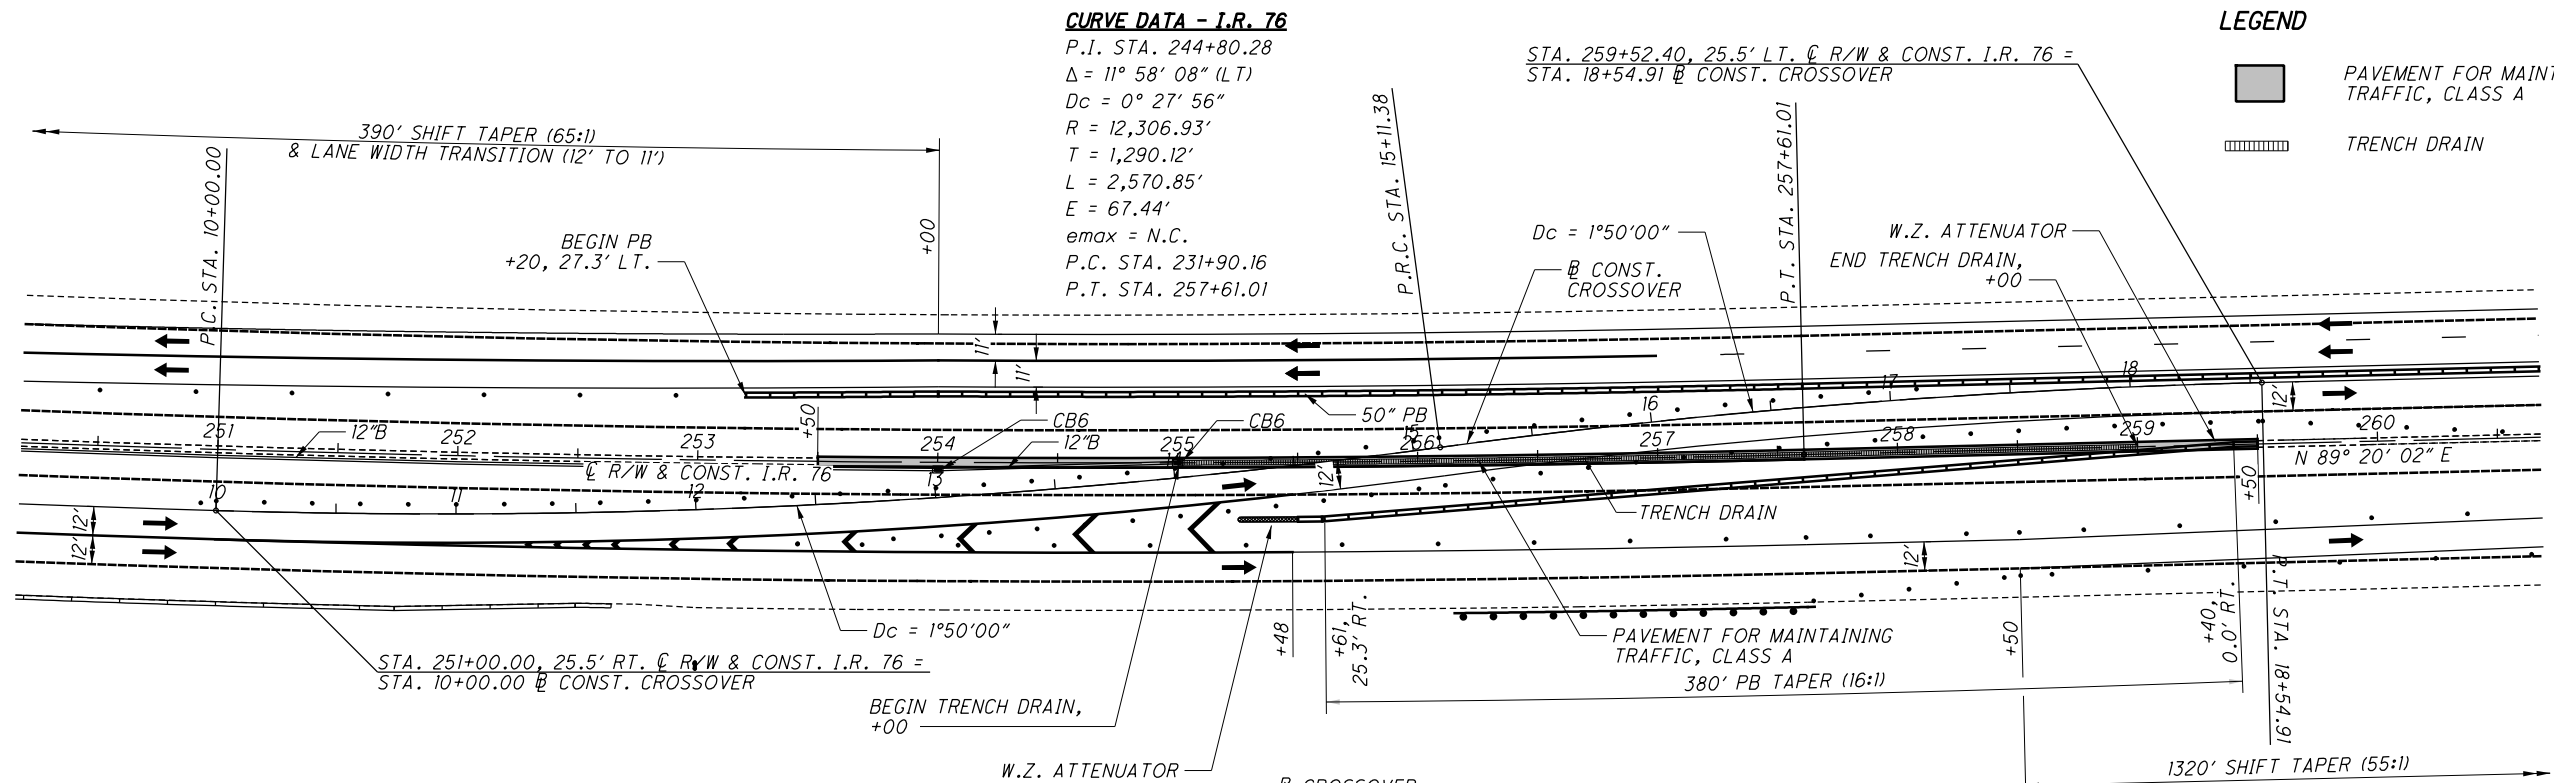 CURVE DATA - I.R. 76
P.I. STA. 244+80.28
Δ = 11° 58' 08" (LT)
Dc = 0° 27' 56"
R = 12,306.93'
T = 1,290.12'
L = 2,570.85'
E = 67.44'
emax = N.C.
P.C. STA. 231+90.16
P.T. STA. 257+61.01
LEGEND
PAVEMENT FOR MAINT
TRAFFIC, CLASS A
TRENCH DRAIN
STA. 259+52.40, 25.5' LT. ℄ R/W & CONST. I.R. 76 =
STA. 18+54.91 BL CONST. CROSSOVER
390' SHIFT TAPER (65:1)
& LANE WIDTH TRANSITION (12' TO 11')
P.C. STA. 10+00.00
+00
BEGIN PB
+20, 27.3' LT.
P.R.C. STA. 15+11.38
Dc = 1°50'00"
BL CONST.
CROSSOVER
P.T. STA. 257+61.01
W.Z. ATTENUATOR
END TRENCH DRAIN,
+00
11'
11'
50" PB
CB6
12"B
CB6
+50
12"B
251
252
253
254
255
256
257
258
259
260
10
11
12
13
15
16
17
18
℄ R/W & CONST. I.R. 76
12'
12'
12'
12'
12'
N 89° 20' 02" E
+50
TRENCH DRAIN
Dc = 1°50'00"
+48
+61,
25.3' RT.
PAVEMENT FOR MAINTAINING
TRAFFIC, CLASS A
380' PB TAPER (16:1)
+50
+40,
0.0' RT.
P.T. STA. 18+54.91
STA. 251+00.00, 25.5' RT. ℄ R/W & CONST. I.R. 76 =
STA. 10+00.00 BL CONST. CROSSOVER
BEGIN TRENCH DRAIN,
+00
W.Z. ATTENUATOR
1320' SHIFT TAPER (55:1)